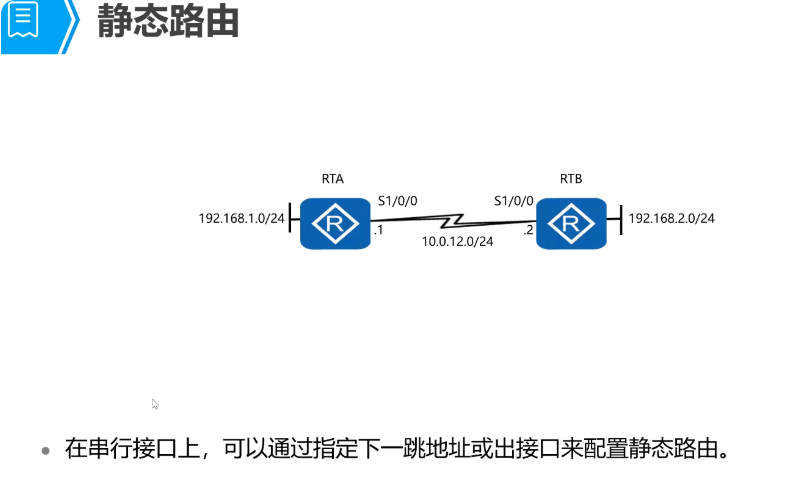 静态路由
RTA
RTB
S1/0/0
S1/0/0
192.168.1.0/24
R
R
192.168.2.0/24
.1
.2
10.0.12.0/24
在串行接口上，可以通过指定下一跳地址或出接口来配置静态路由。